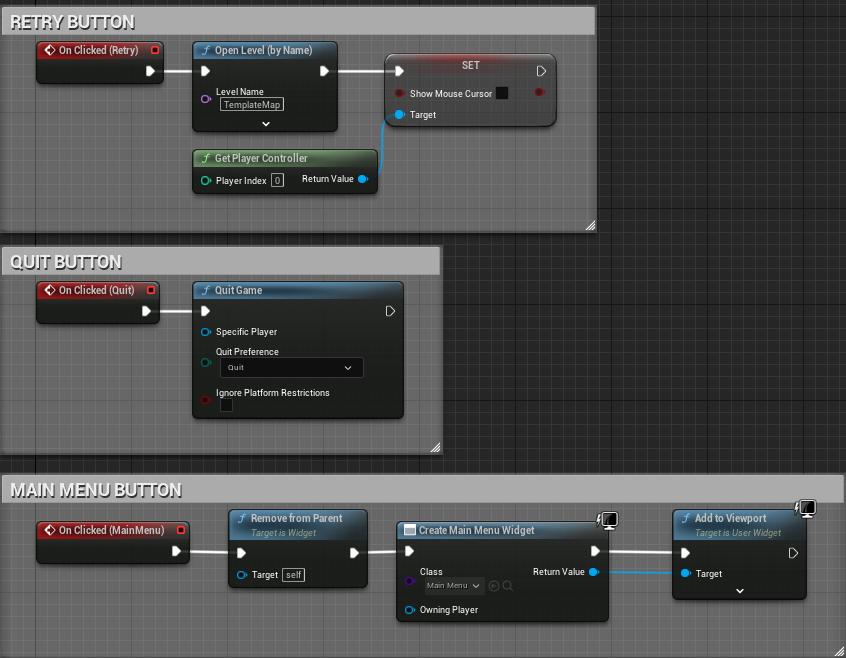 RETRY BUTTON
On Clicked (Retry)
Open Level (by Name)
SET
Level Name
TemplateMap
Show Mouse Cursor
Target
Get Player Controller
Player Index 0
Return Value
QUIT BUTTON
On Clicked (Quit)
Quit Game
Specific Player
Quit Preference
Quit
Ignore Platform Restrictions
MAIN MENU BUTTON
On Clicked (MainMenu)
Remove from Parent
Target is Widget
Target self
Create Main Menu Widget
Class
Main Menu
Return Value
Owning Player
Add to Viewport
Target is User Widget
Target